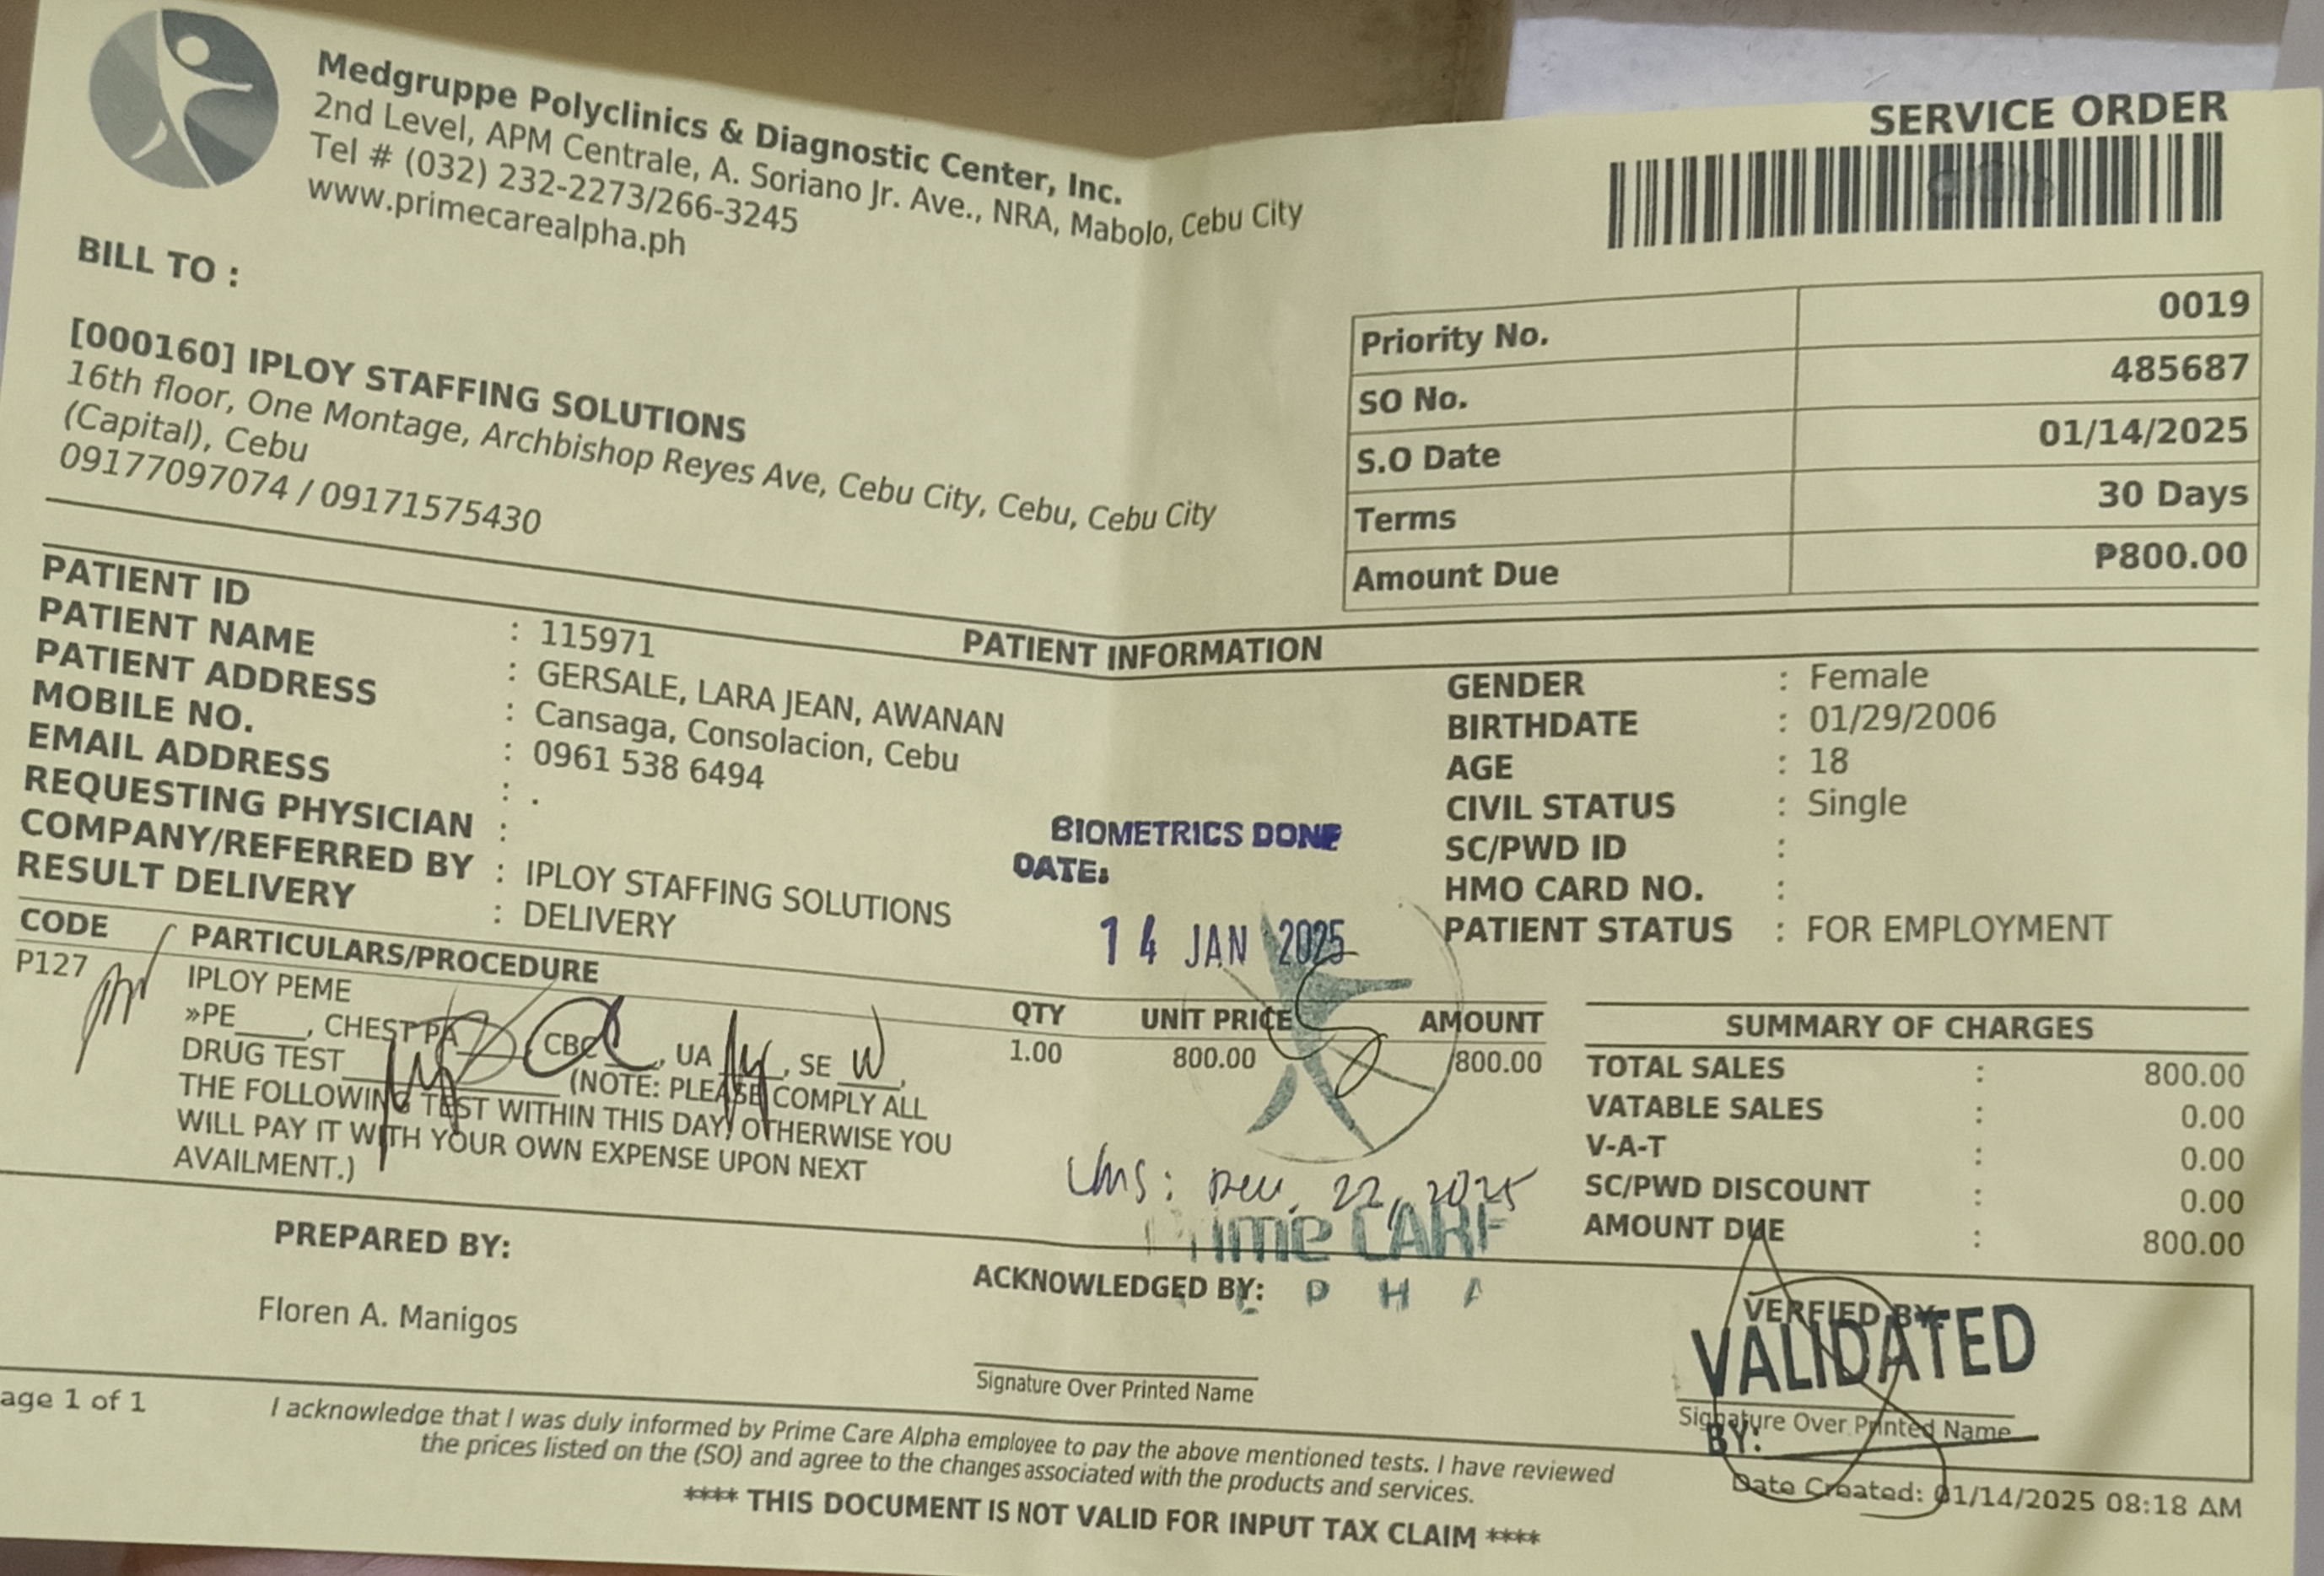 Medgruppe Polyclinics & Diagnostic Center, Inc.
2nd Level, APM Centrale, A. Soriano Jr. Ave., NRA, Mabolo, Cebu City
Tel # (032) 232-2273/266-3245
www.primecarealpha.ph
SERVICE ORDER
BILL TO :
[000160] IPLOY STAFFING SOLUTIONS
16th floor, One Montage, Archbishop Reyes Ave, Cebu City, Cebu, Cebu City
(Capital), Cebu
09177097074 / 09171575430
Priority No. 0019
SO No. 485687
S.O Date 01/14/2025
Terms 30 Days
Amount Due ₱800.00
PATIENT INFORMATION
PATIENT ID : 115971
PATIENT NAME : GERSALE, LARA JEAN, AWANAN
PATIENT ADDRESS : Cansaga, Consolacion, Cebu
MOBILE NO. : 0961 538 6494
EMAIL ADDRESS : .
REQUESTING PHYSICIAN :
COMPANY/REFERRED BY : IPLOY STAFFING SOLUTIONS
RESULT DELIVERY : DELIVERY
GENDER : Female
BIRTHDATE : 01/29/2006
AGE : 18
CIVIL STATUS : Single
SC/PWD ID :
HMO CARD NO. :
PATIENT STATUS : FOR EMPLOYMENT
BIOMETRICS DONE
DATE:
14 JAN 2025
CODE PARTICULARS/PROCEDURE QTY UNIT PRICE AMOUNT
P127 IPLOY PEME 1.00 800.00 800.00
»PE____, CHEST PA____, CBC____, UA____, SE____,
DRUG TEST____ (NOTE: PLEASE COMPLY ALL
THE FOLLOWING TEST WITHIN THIS DAY, OTHERWISE YOU
WILL PAY IT WITH YOUR OWN EXPENSE UPON NEXT
AVAILMENT.)
22, 2025
Prime CARE
P H A
SUMMARY OF CHARGES
TOTAL SALES : 800.00
VATABLE SALES : 0.00
V-A-T : 0.00
SC/PWD DISCOUNT : 0.00
AMOUNT DUE : 800.00
PREPARED BY:
Floren A. Manigos
ACKNOWLEDGED BY:
Signature Over Printed Name
VERFIED BY:
VALIDATED
Signature Over Printed Name
BY:
age 1 of 1
I acknowledge that I was duly informed by Prime Care Alpha employee to pay the above mentioned tests. I have reviewed
the prices listed on the (SO) and agree to the changes associated with the products and services.
Date Created: 01/14/2025 08:18 AM
**** THIS DOCUMENT IS NOT VALID FOR INPUT TAX CLAIM ****